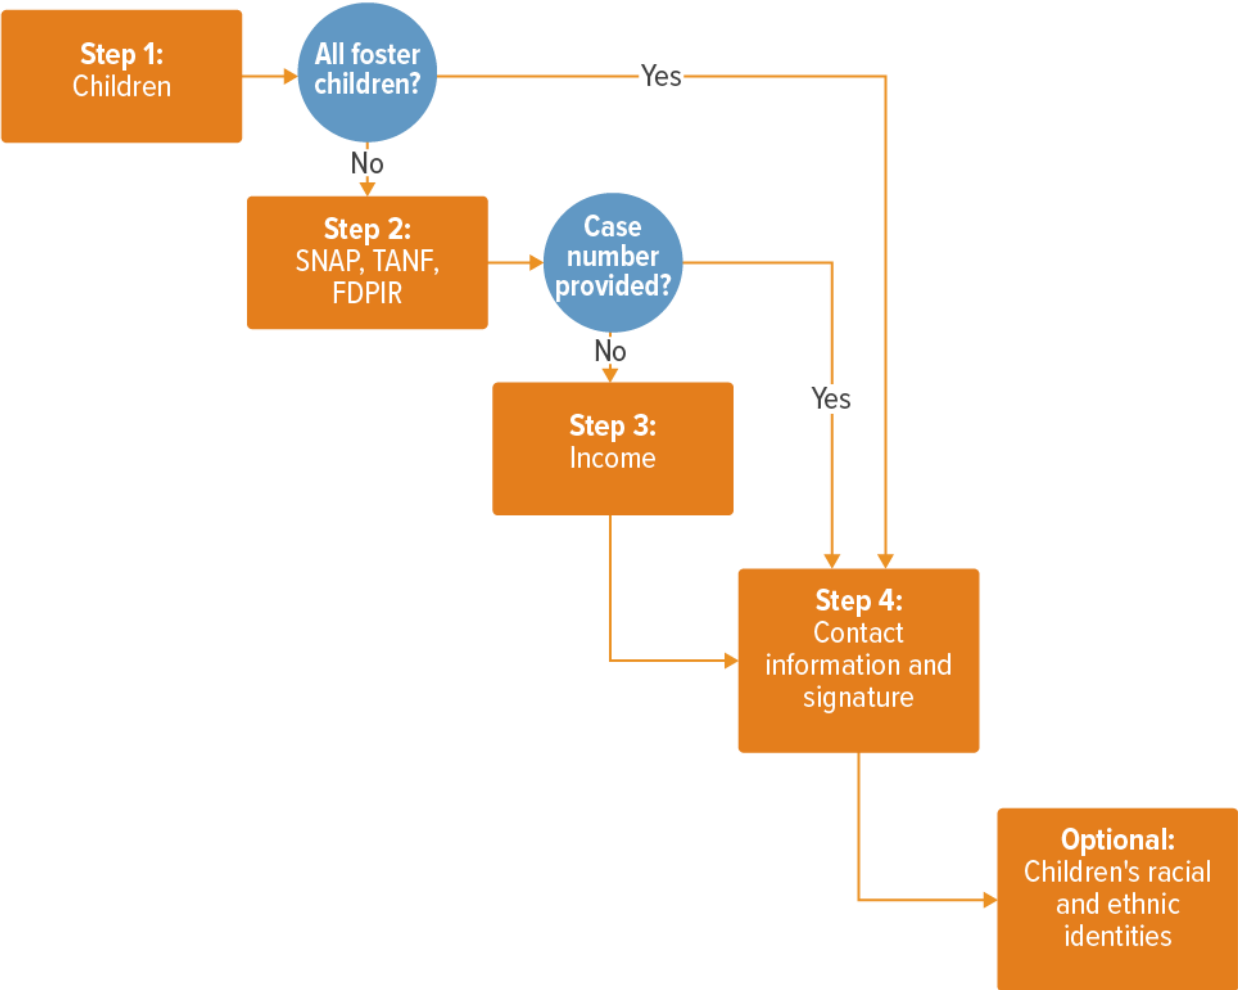 Step 1:
Children
All foster
children?
Yes
No
Step 2:
SNAP, TANF,
FDPIR
Case
number
provided?
No
Yes
Step 3:
Income
Step 4:
Contact
information and
signature
Optional:
Children's racial
and ethnic
identities